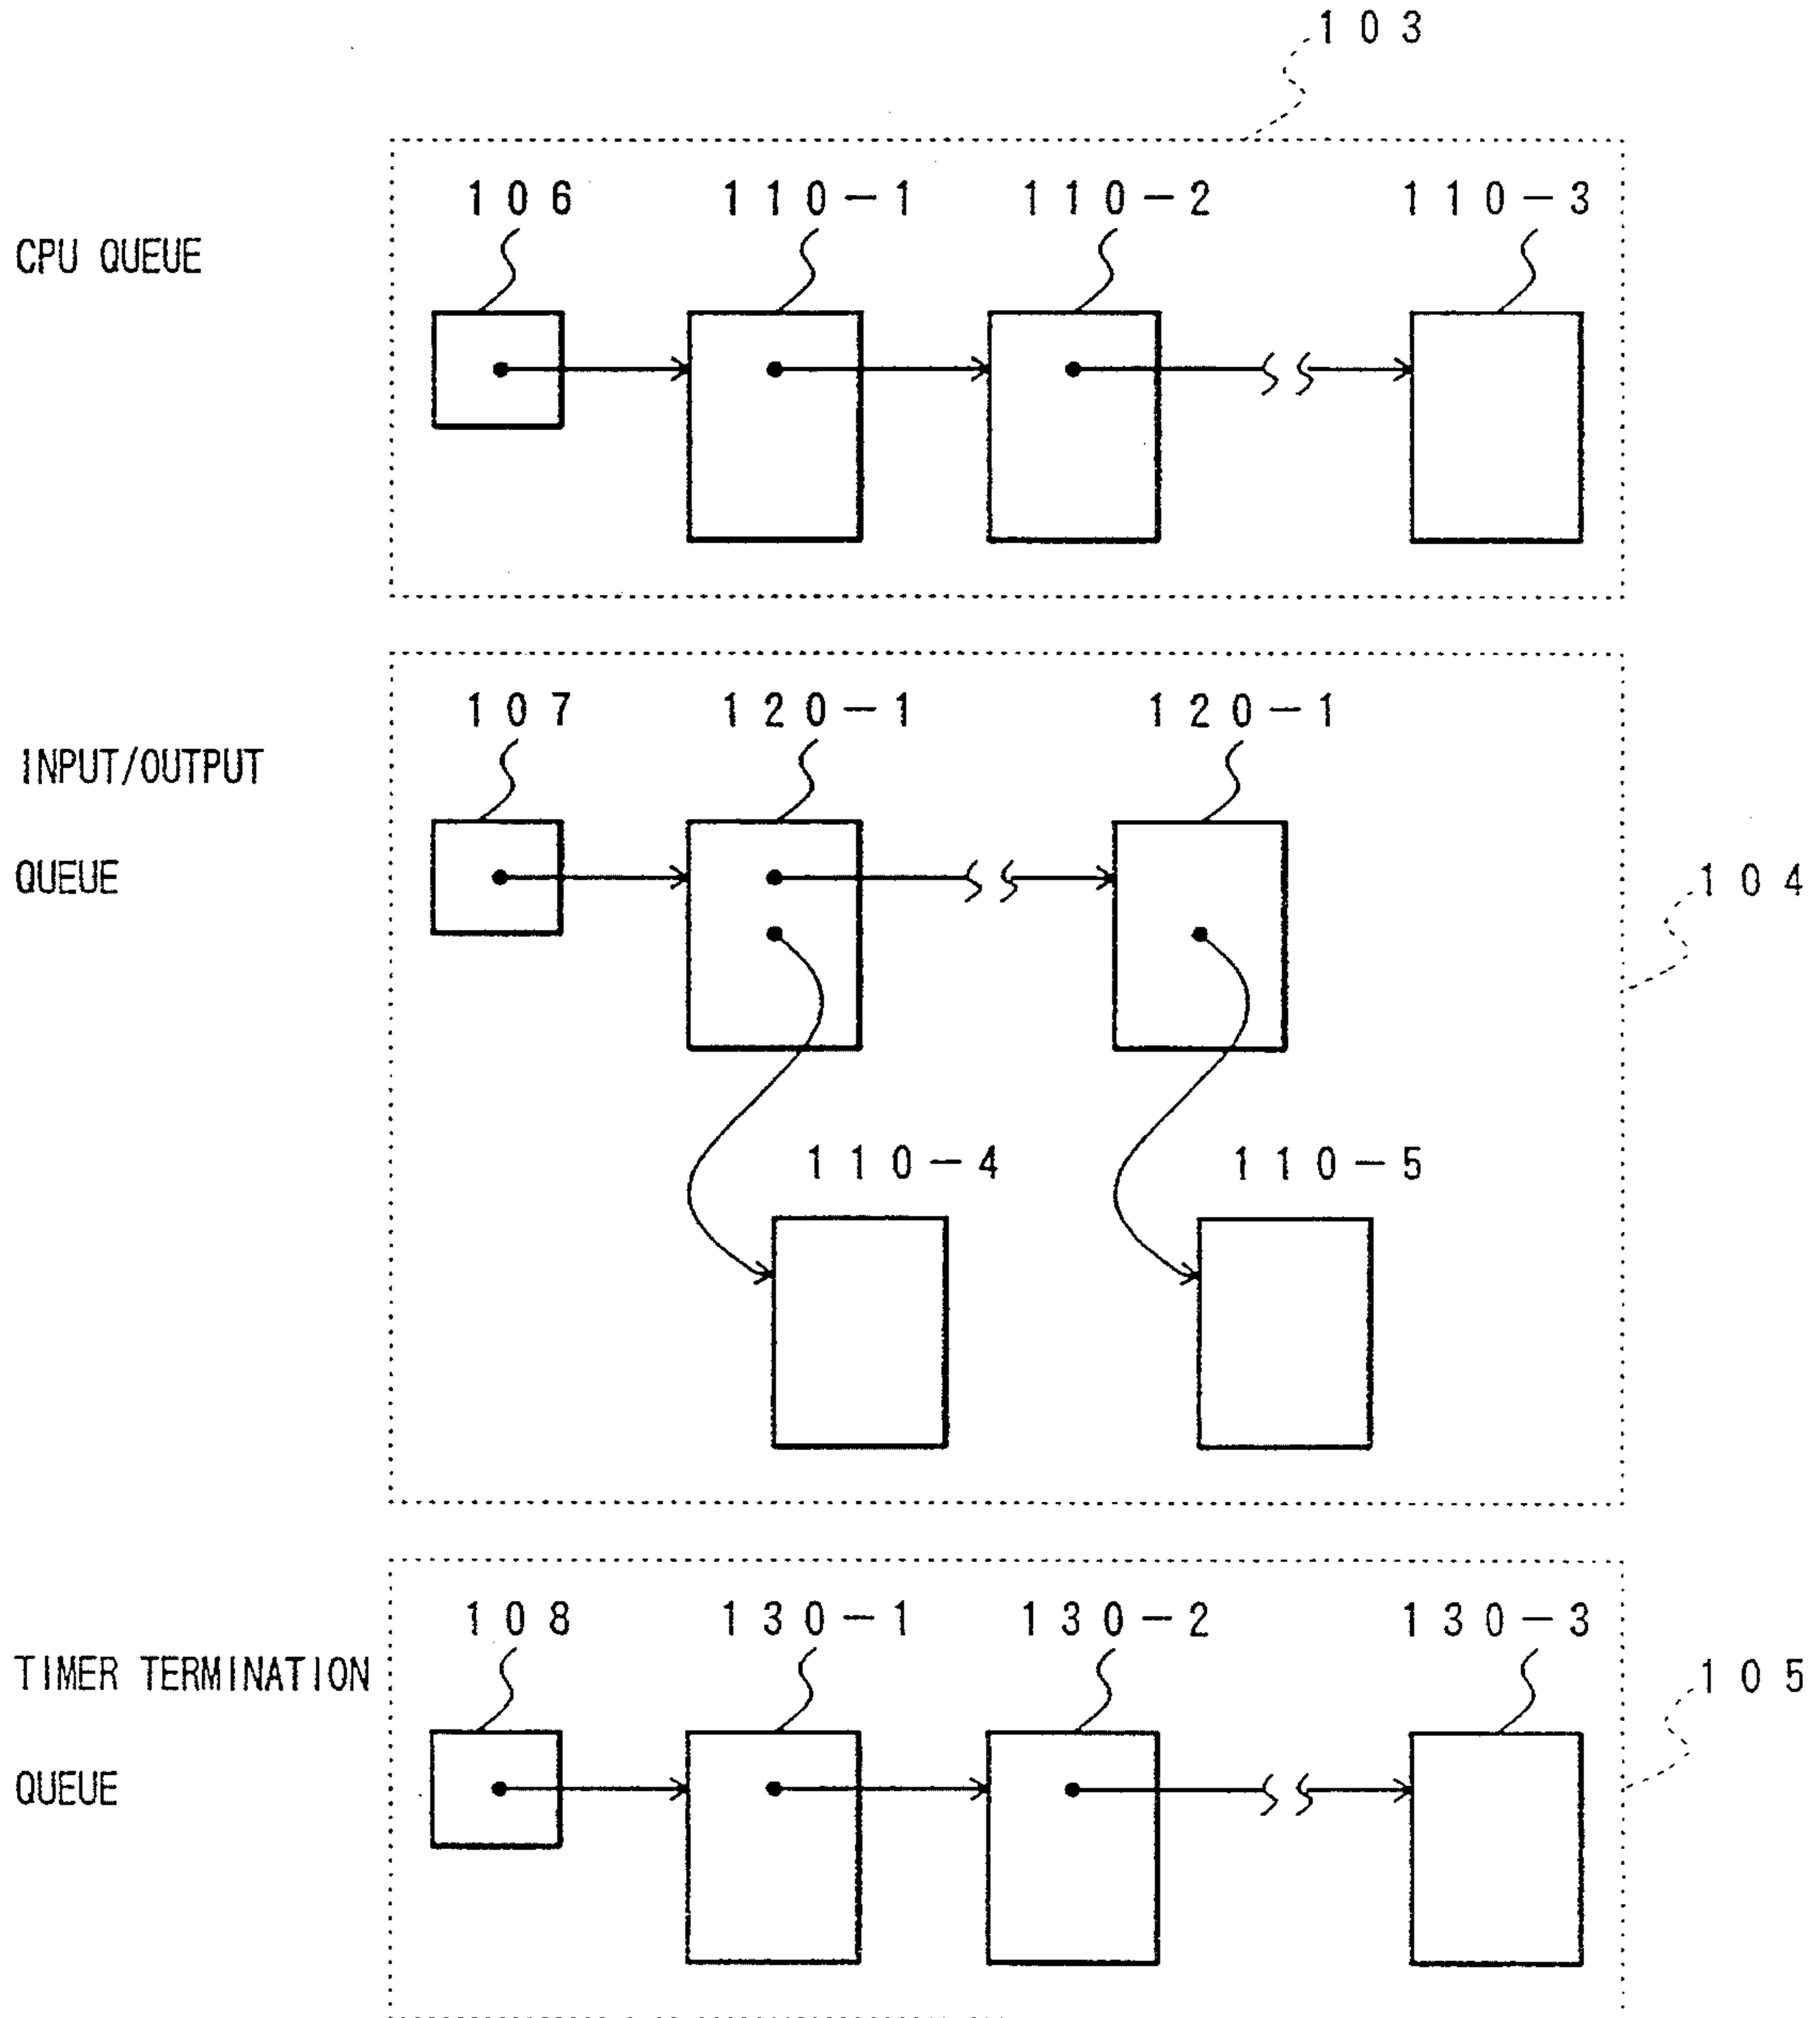 103
106 110-1 110-2 110-3
CPU QUEUE
107 120-1 120-1
INPUT/OUTPUT
QUEUE
104
110-4 110-5
108 130-1 130-2 130-3
TIMER TERMINATION
105
QUEUE